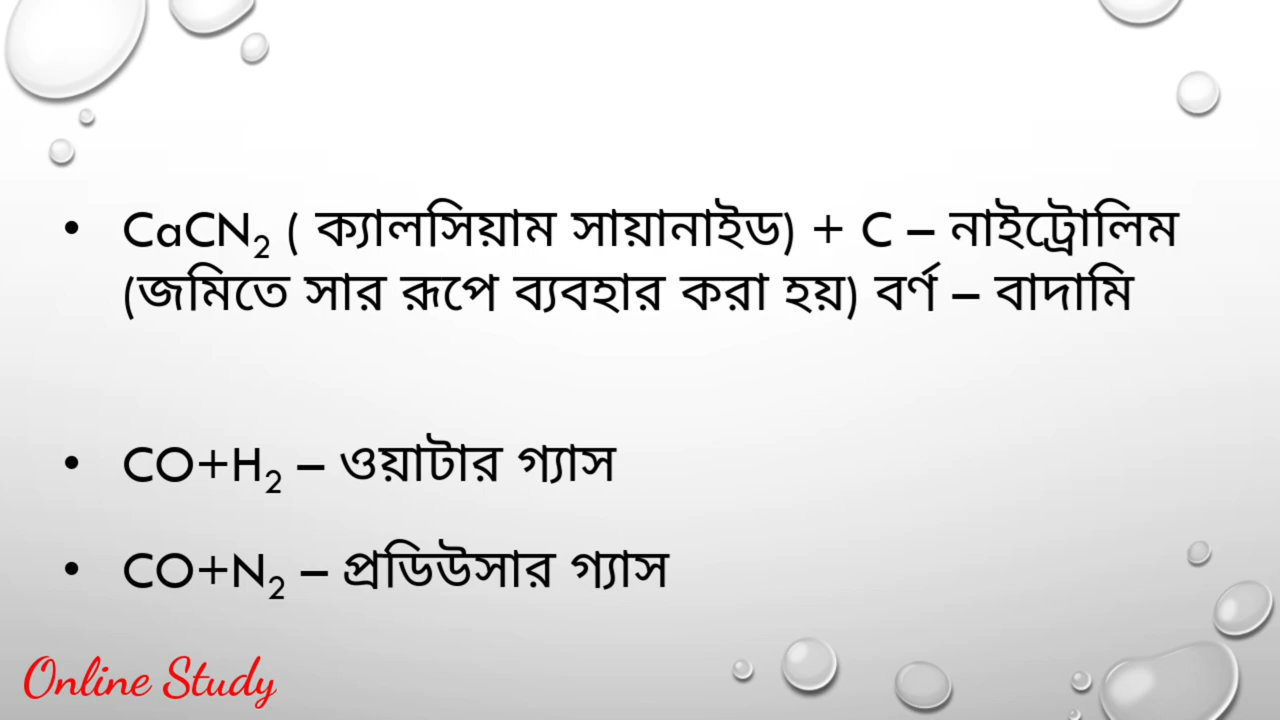 • CaCN₂ ( ক্যালসিয়াম সায়ানাইড) + C – নাইট্রোলিম
(জমিতে সার রূপে ব্যবহার করা হয়) বর্ণ – বাদামি
• CO+H₂ – ওয়াটার গ্যাস
• CO+N₂ – প্রডিউসার গ্যাস
Online Study